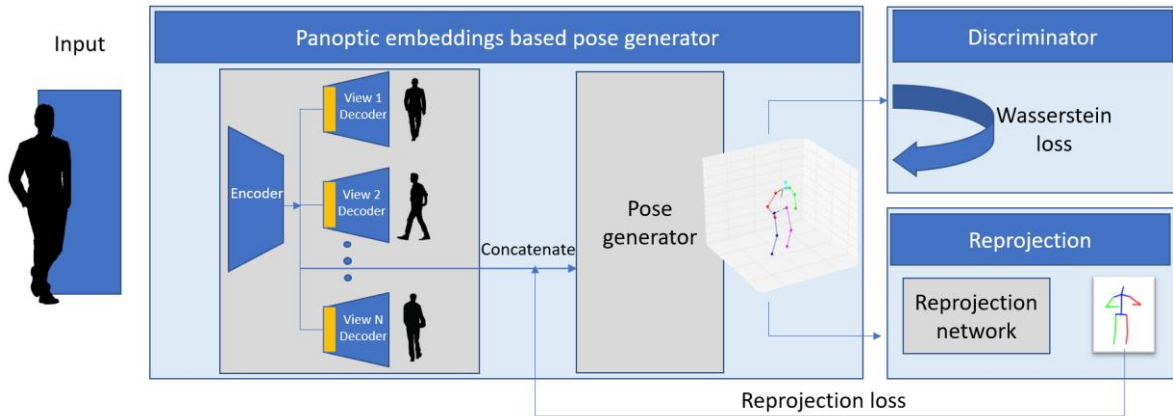 Input
Panoptic embeddings based pose generator
Encoder
View 1
Decoder
View 2
Decoder
View N
Decoder
Concatenate
Pose
generator
Discriminator
Wasserstein
loss
Reprojection
Reprojection
network
Reprojection loss